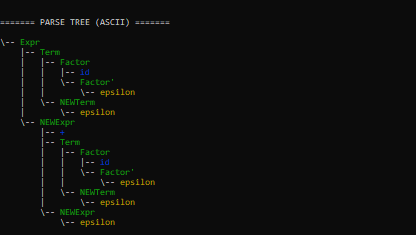 ======= PARSE TREE (ASCII) =======
\-- Expr
    |-- Term
    |   |-- Factor
    |   |   |-- id
    |   |   \-- Factor'
    |   |       \-- epsilon
    |   \-- NEWTerm
    |       \-- epsilon
    \-- NEWExpr
        |-- +
        |-- Term
        |   |-- Factor
        |   |   |-- id
        |   |   \-- Factor'
        |   |       \-- epsilon
        |   \-- NEWTerm
        |       \-- epsilon
        \-- NEWExpr
            \-- epsilon